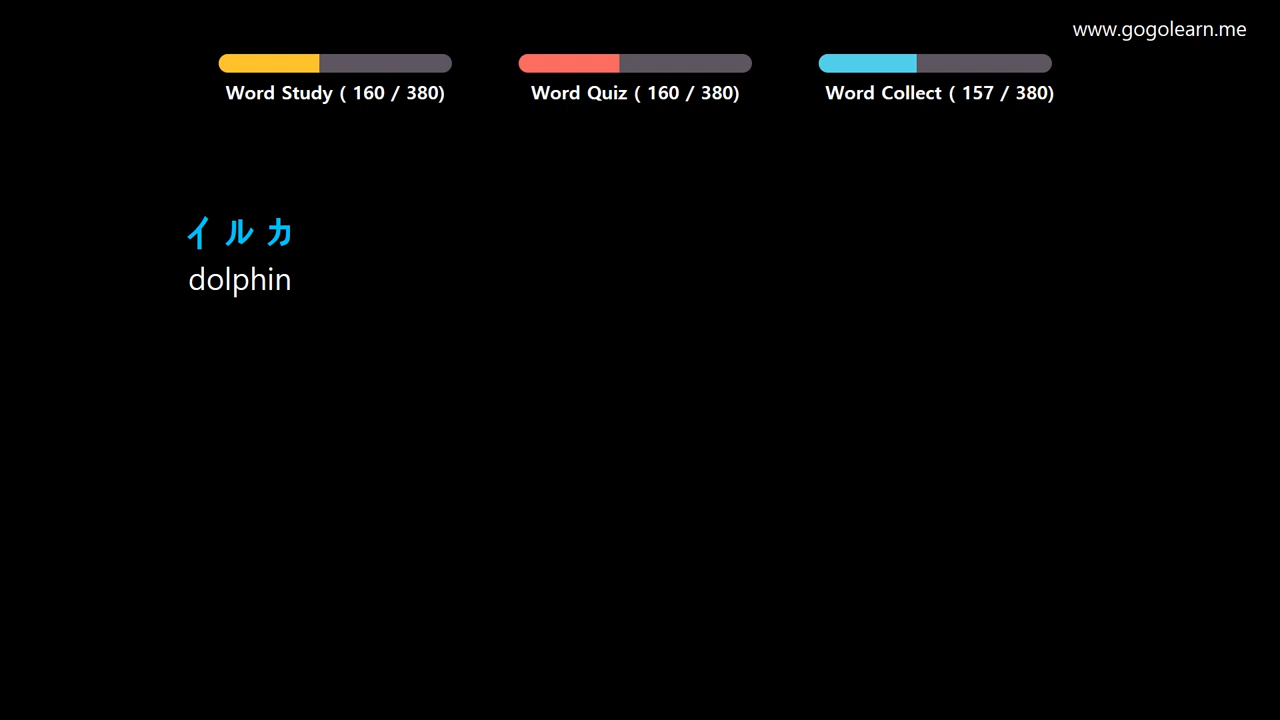 www.gogolearn.me
Word Study ( 160 / 380)
Word Quiz ( 160 / 380)
Word Collect ( 157 / 380)
イ ル カ
dolphin